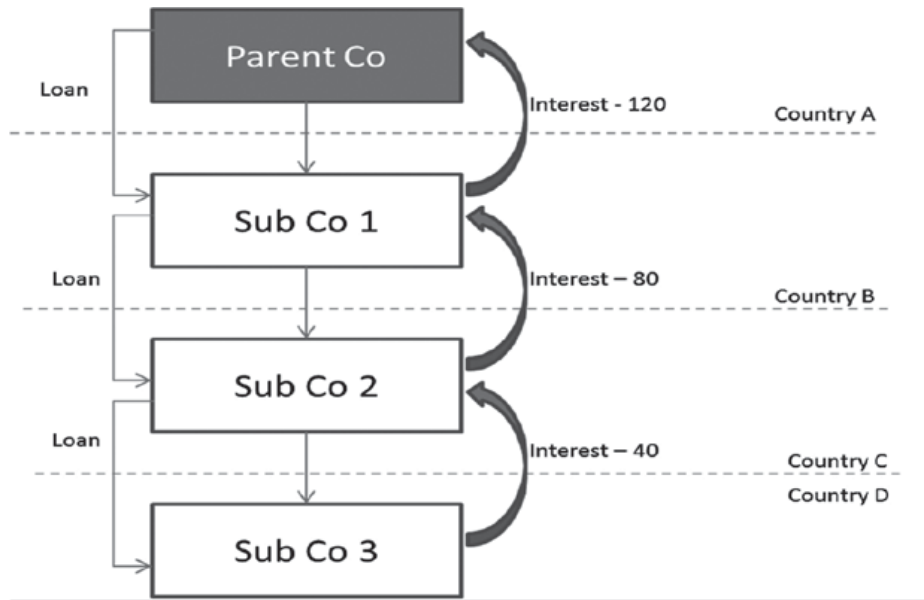 Parent Co
Loan
Interest - 120
Country A
Sub Co 1
Loan
Interest – 80
Country B
Sub Co 2
Loan
Interest – 40
Country C
Country D
Sub Co 3